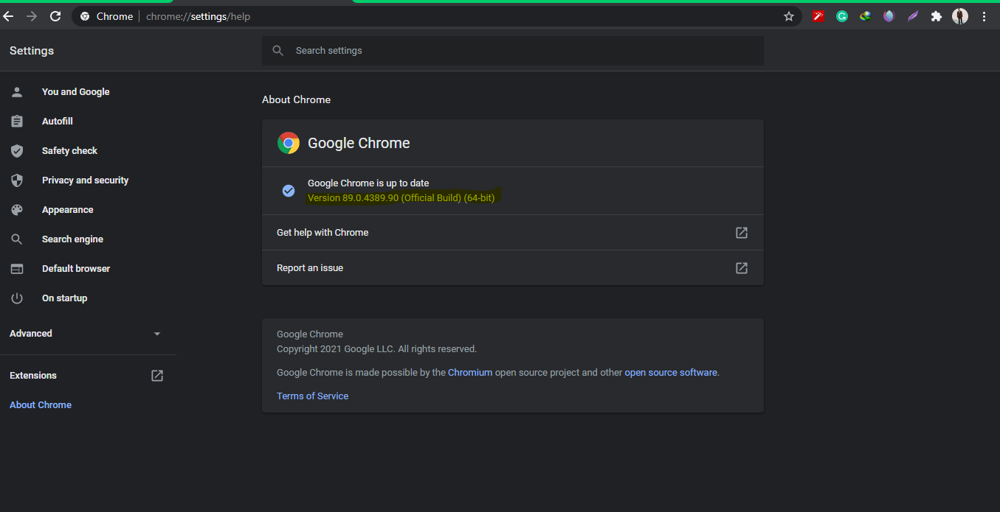 Chrome | chrome://settings/help
Settings
Search settings
You and Google
Autofill
Safety check
Privacy and security
Appearance
Search engine
Default browser
On startup
Advanced
Extensions
About Chrome
About Chrome
Google Chrome
Google Chrome is up to date
Version 89.0.4389.90 (Official Build) (64-bit)
Get help with Chrome
Report an issue
Google Chrome
Copyright 2021 Google LLC. All rights reserved.
Google Chrome is made possible by the Chromium open source project and other open source software.
Terms of Service